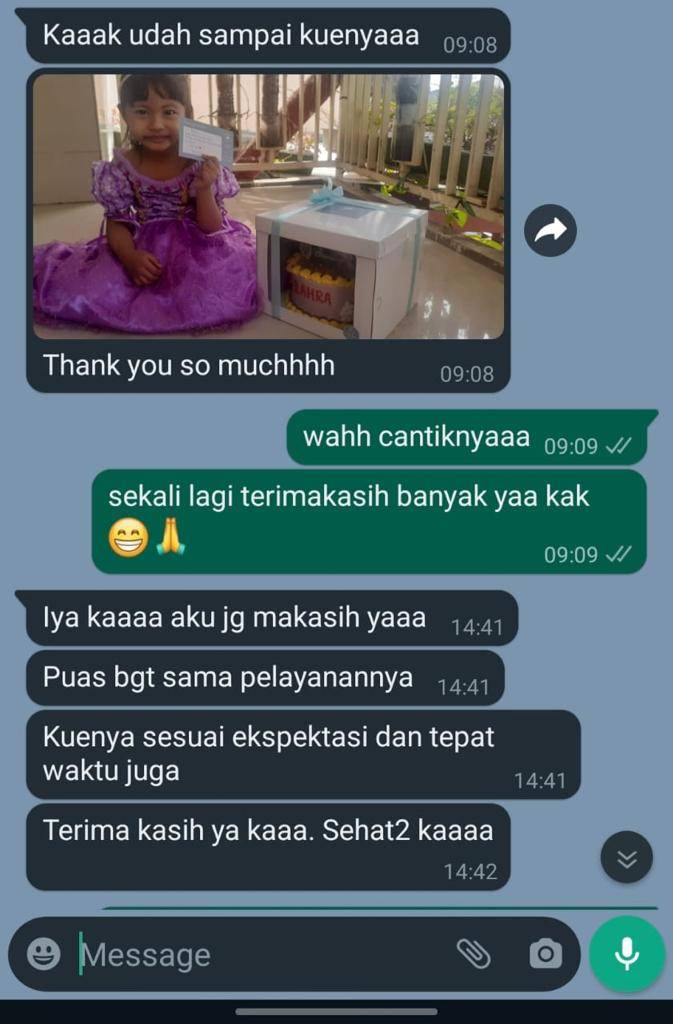 Kaaak udah sampai kuenyaaa 09:08
Thank you so muchhhh 09:08
wahh cantiknyaaa 09:09
sekali lagi terimakasih banyak yaa kak
😁🙏 09:09
Iya kaaaa aku jg makasih yaaa 14:41
Puas bgt sama pelayanannya 14:41
Kuenya sesuai ekspektasi dan tepat
waktu juga 14:41
Terima kasih ya kaaa. Sehat2 kaaaa
14:42
Message